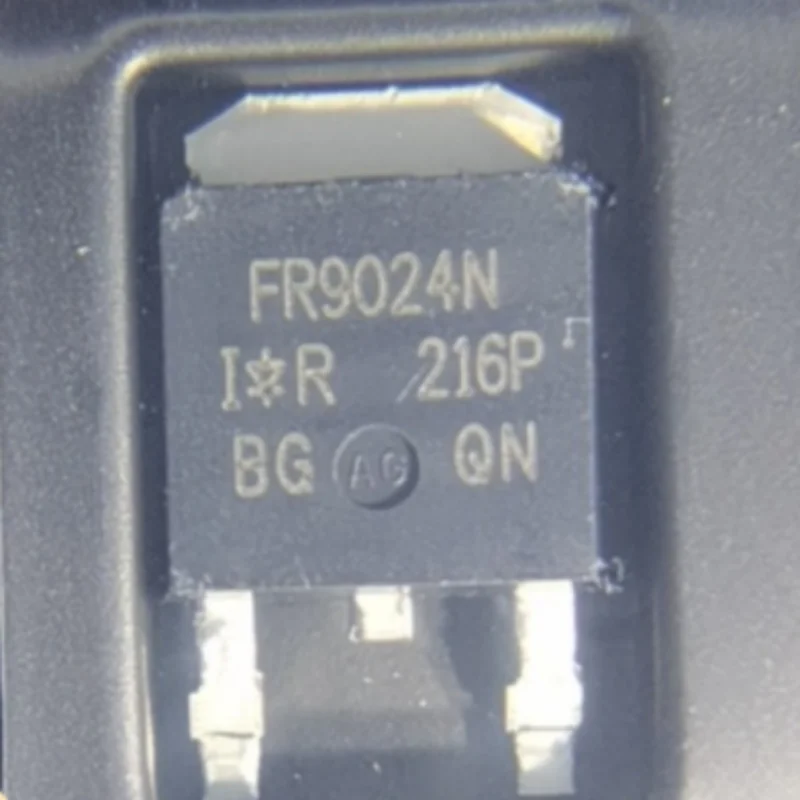 FR9024N
I☆R 216P
BG AG QN